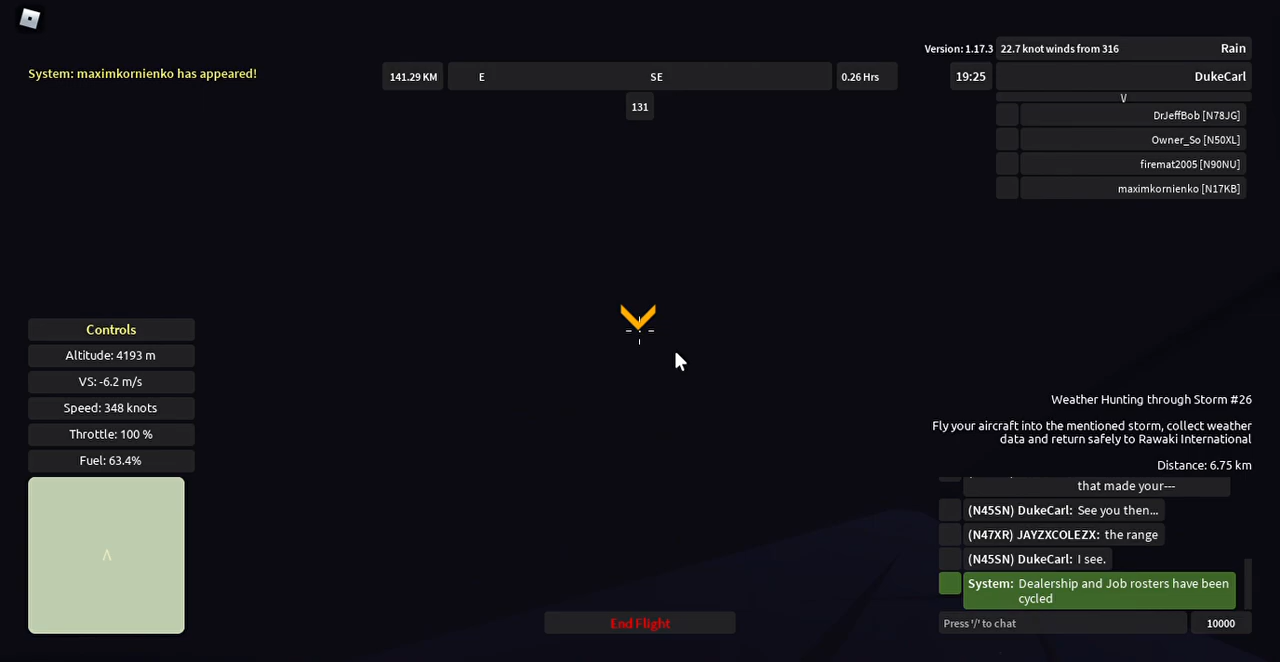 System: maximkornienko has appeared!
141.29 KM
E
SE
0.26 Hrs
131
Version: 1.17.3
22.7 knot winds from 316
Rain
19:25
DukeCarl
V
DrJeffBob [N78JG]
Owner_So [N50XL]
firemat2005 [N90NU]
maximkornienko [N17KB]
Controls
Altitude: 4193 m
VS: -6.2 m/s
Speed: 348 knots
Throttle: 100 %
Fuel: 63.4%
Λ
Weather Hunting through Storm #26
Fly your aircraft into the mentioned storm, collect weather
data and return safely to Rawaki International
Distance: 6.75 km
that made your---
(N45SN) DukeCarl: See you then...
(N47XR) JAYZXCOLEZX: the range
(N45SN) DukeCarl: I see.
System: Dealership and Job rosters have been
cycled
Press '/' to chat
10000
End Flight